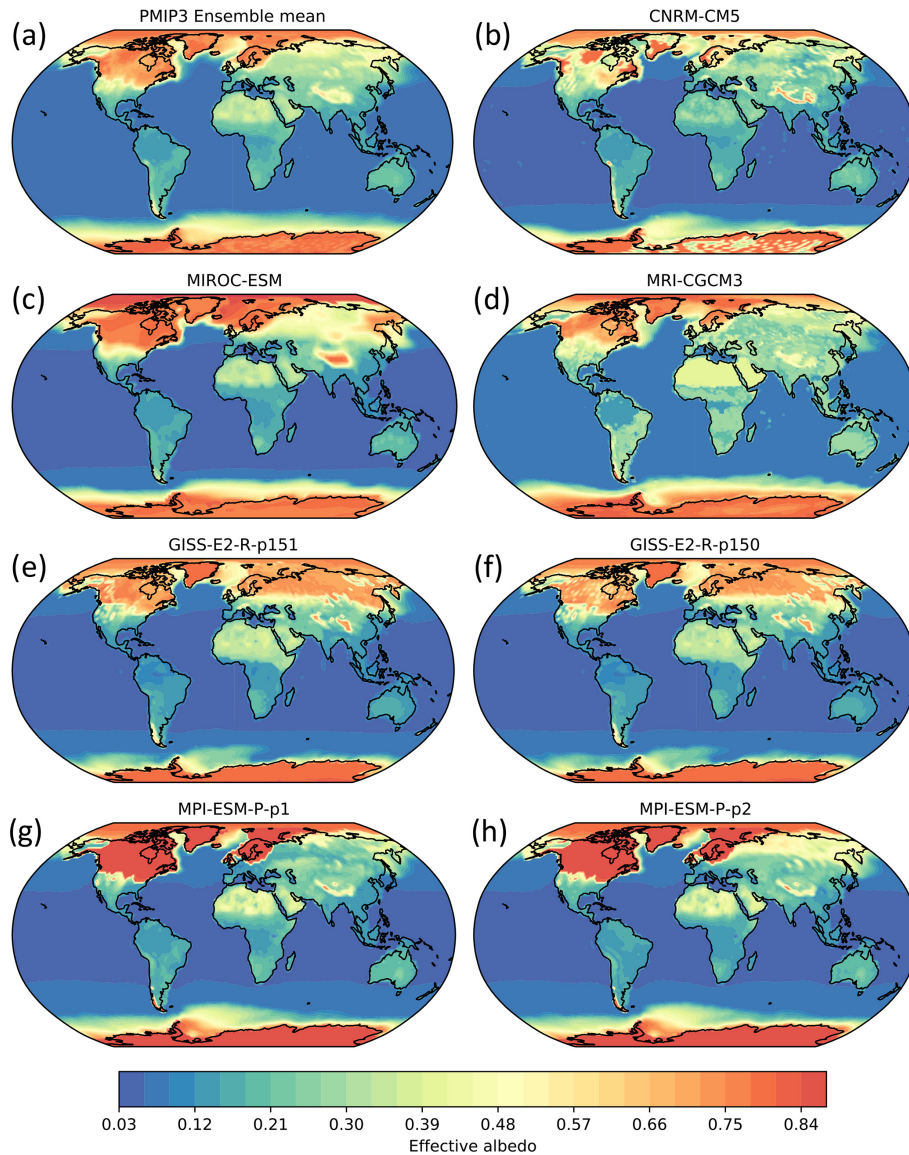 PMIP3 Ensemble mean
(a)
CNRM-CM5
(b)
MIROC-ESM
(c)
MRI-CGCM3
(d)
GISS-E2-R-p151
(e)
GISS-E2-R-p150
(f)
MPI-ESM-P-p1
(g)
MPI-ESM-P-p2
(h)
0.03 0.12 0.21 0.30 0.39 0.48 0.57 0.66 0.75 0.84
Effective albedo